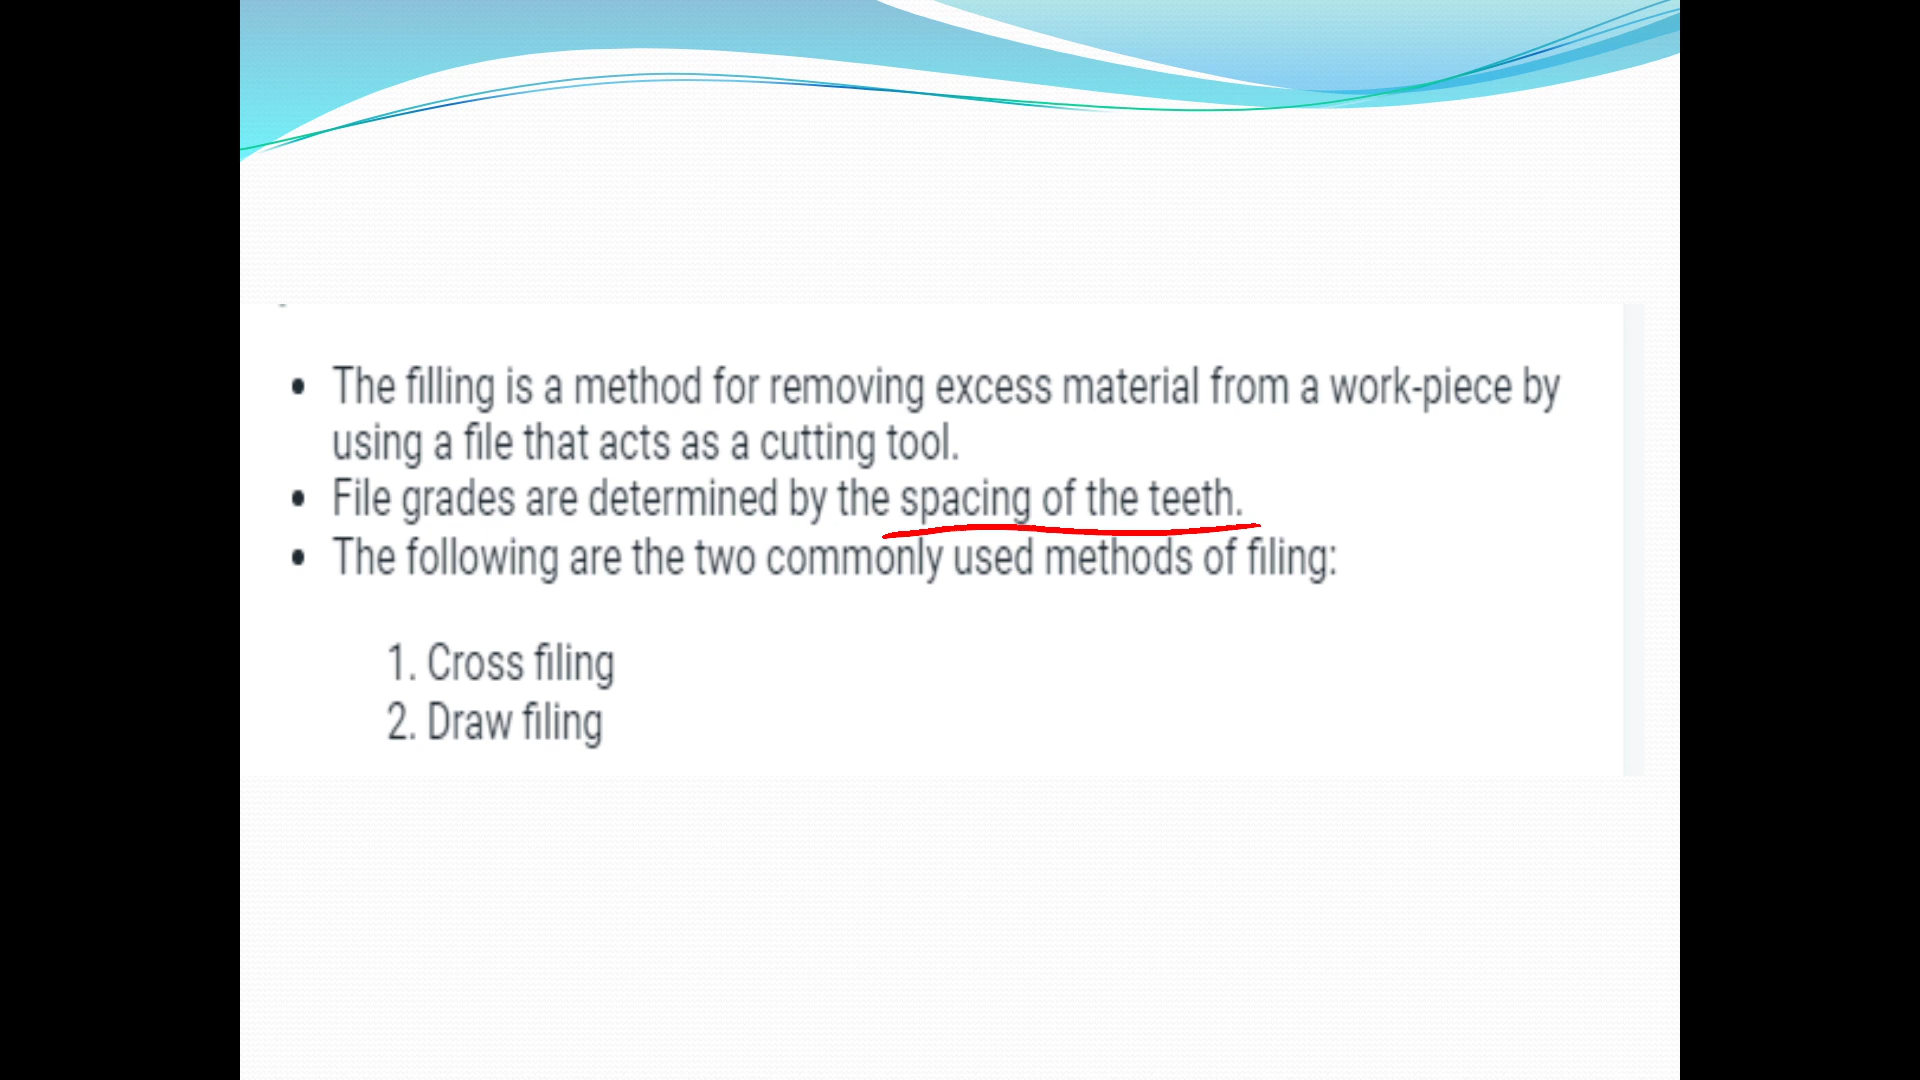 • The filling is a method for removing excess material from a work-piece by
using a file that acts as a cutting tool.
• File grades are determined by the spacing of the teeth.
• The following are the two commonly used methods of filing:
1. Cross filing
2. Draw filing